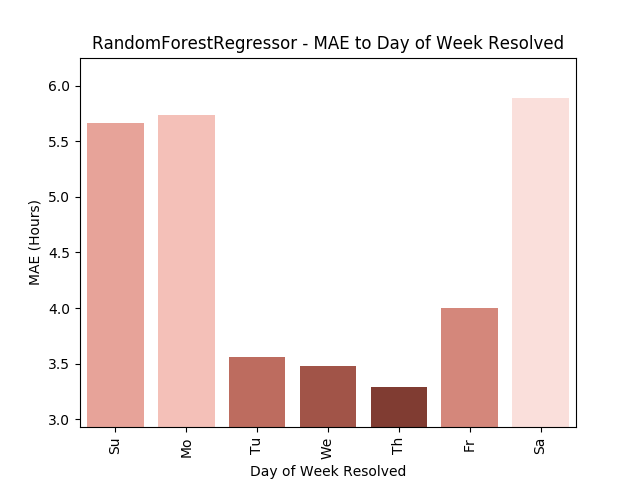 RandomForestRegressor - MAE to Day of Week Resolved
MAE (Hours)
6.0
5.5
5.0
4.5
4.0
3.5
3.0
Su
Mo
Tu
We
Th
Fr
Sa
Day of Week Resolved